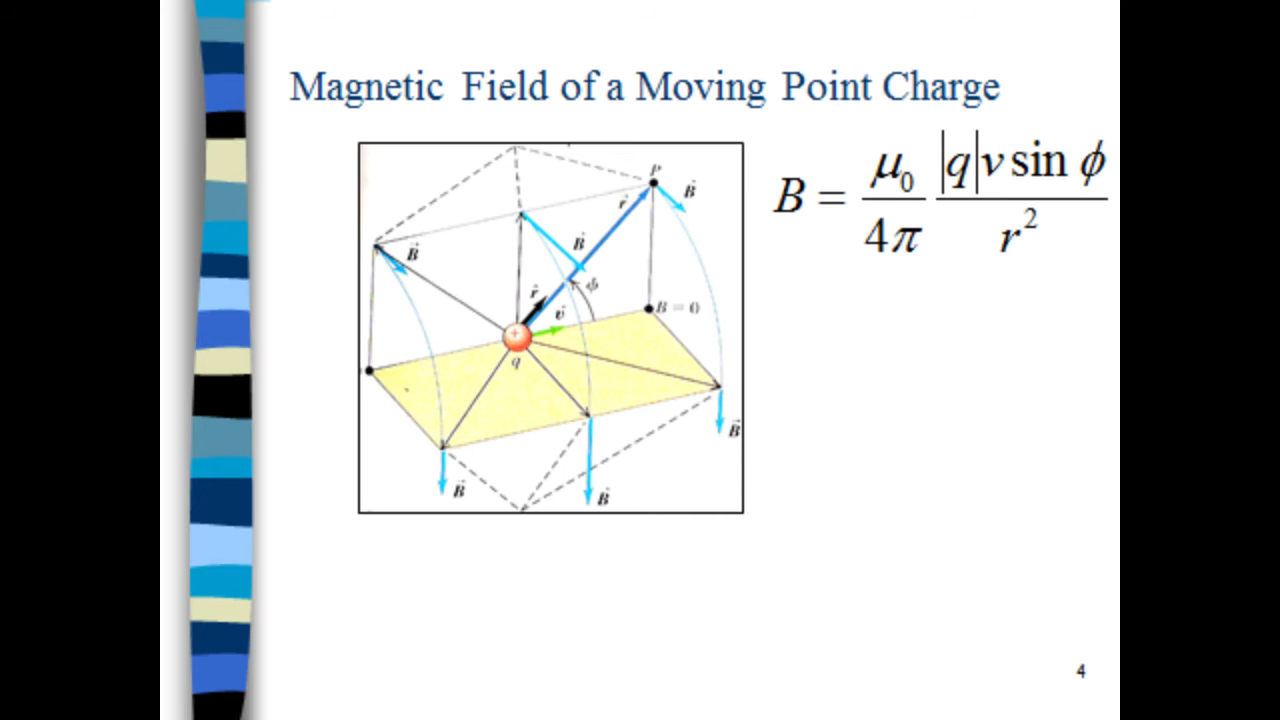 Magnetic Field of a Moving Point Charge
B = μ₀/4π |q|v sin ϕ/r²
P
r⃗
B⃗
B⃗
B⃗
r̂
ϕ
v⃗
B = 0
+
q
B⃗
B⃗
B⃗
4